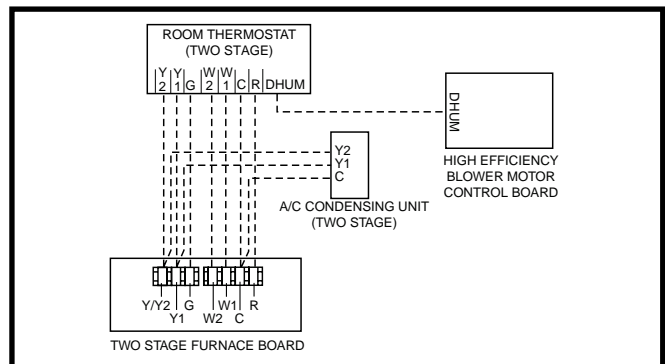 ROOM THERMOSTAT
(TWO STAGE)
Y2 Y1 G W2 W1 C R DHUM
DHUM
HIGH EFFICIENCY
BLOWER MOTOR
CONTROL BOARD
Y2
Y1
C
A/C CONDENSING UNIT
(TWO STAGE)
Y/Y2 G W1 R
Y1 W2 C
TWO STAGE FURNACE BOARD